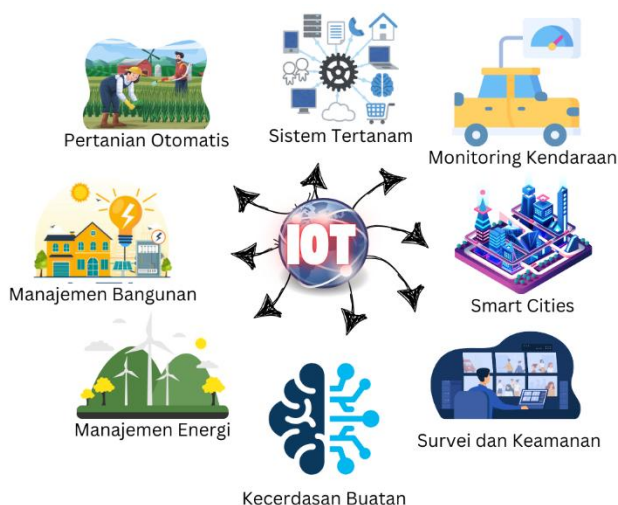 Pertanian Otomatis
Sistem Tertanam
Monitoring Kendaraan
IOT
Manajemen Bangunan
Smart Cities
Manajemen Energi
Survei dan Keamanan
Kecerdasan Buatan